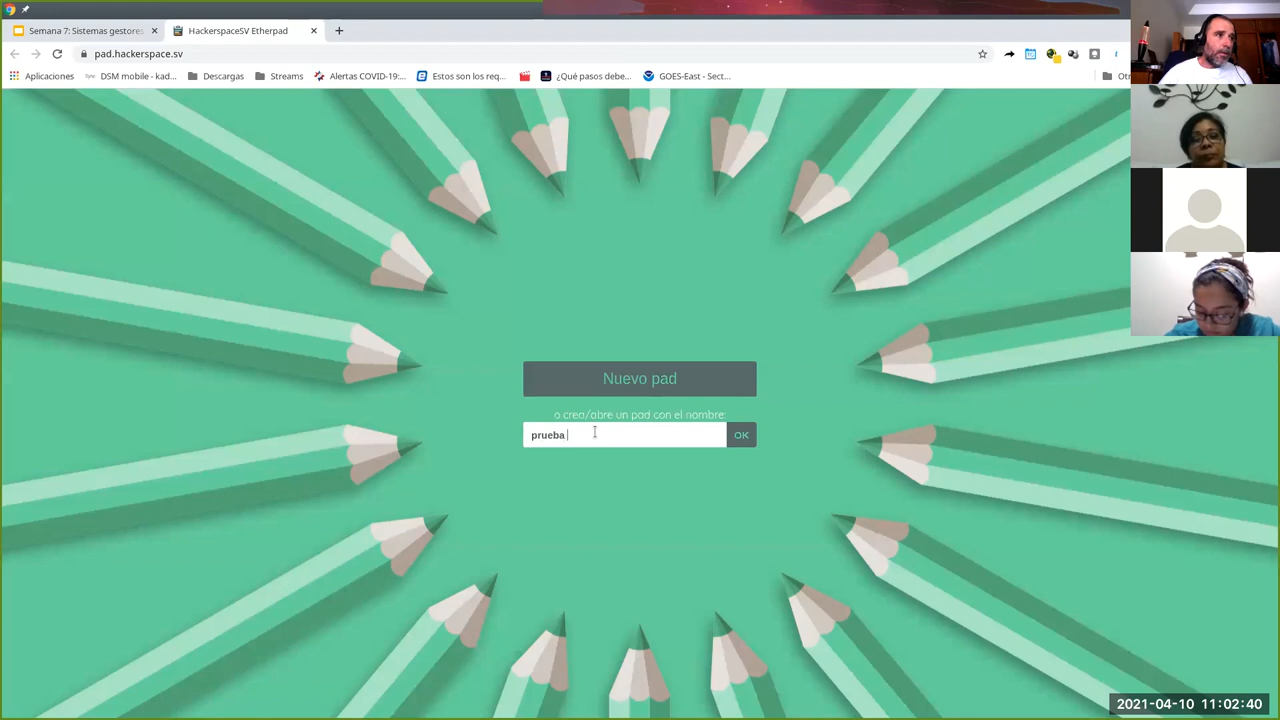 Semana 7: Sistemas gestores
HackerspaceSV Etherpad
pad.hackerspace.sv
Aplicaciones
DSM mobile - kad...
Descargas
Streams
Alertas COVID-19:...
Estos son los req...
¿Qué pasos debe...
GOES-East - Sect...
Otr
Nuevo pad
o crea/abre un pad con el nombre:
prueba
OK
2021-04-10 11:02:40